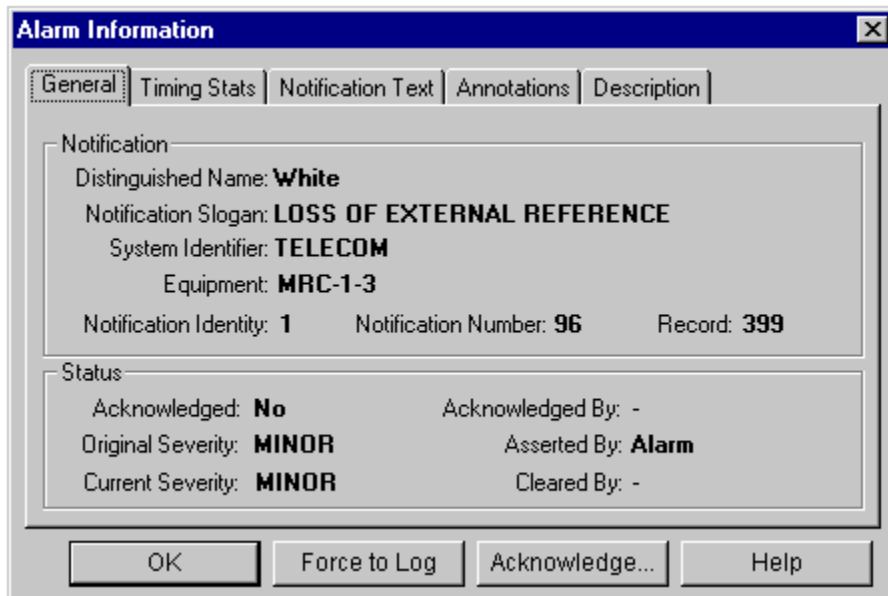 Alarm Information
General Timing Stats Notification Text Annotations Description
Notification
Distinguished Name: White
Notification Slogan: LOSS OF EXTERNAL REFERENCE
System Identifier: TELECOM
Equipment: MRC-1-3
Notification Identity: 1 Notification Number: 96 Record: 399
Status
Acknowledged: No Acknowledged By: -
Original Severity: MINOR Asserted By: Alarm
Current Severity: MINOR Cleared By: -
OK Force to Log Acknowledge... Help